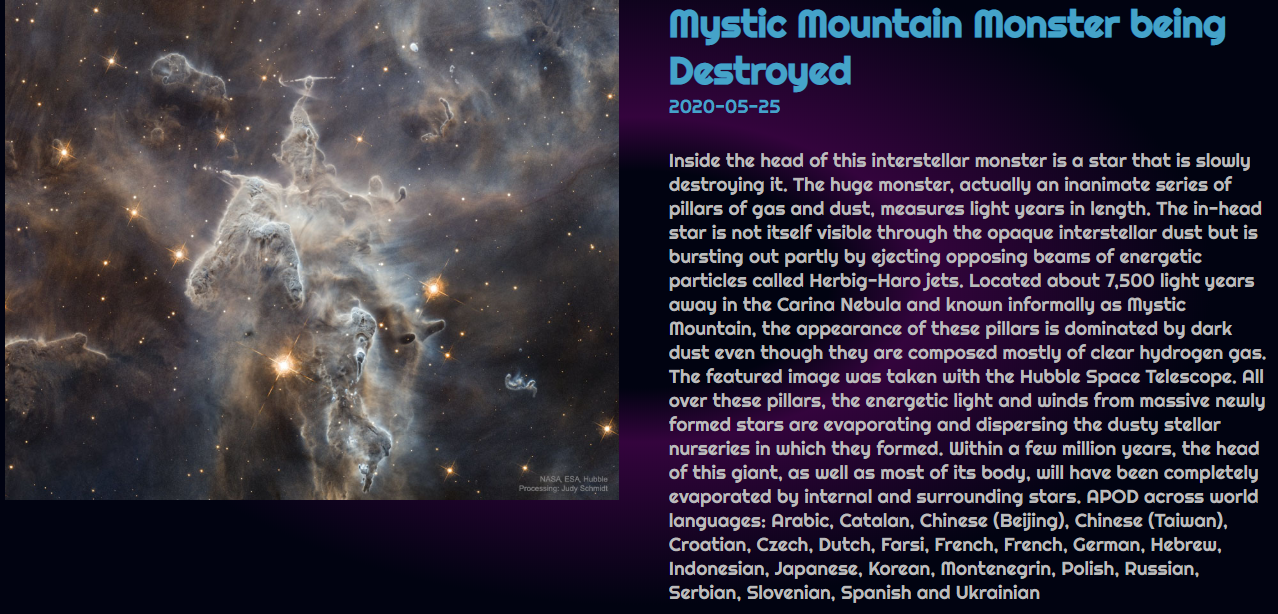 Mystic Mountain Monster being
Destroyed
2020-05-25
Inside the head of this interstellar monster is a star that is slowly
destroying it. The huge monster, actually an inanimate series of
pillars of gas and dust, measures light years in length. The in-head
star is not itself visible through the opaque interstellar dust but is
bursting out partly by ejecting opposing beams of energetic
particles called Herbig-Haro jets. Located about 7,500 light years
away in the Carina Nebula and known informally as Mystic
Mountain, the appearance of these pillars is dominated by dark
dust even though they are composed mostly of clear hydrogen gas.
The featured image was taken with the Hubble Space Telescope. All
over these pillars, the energetic light and winds from massive newly
formed stars are evaporating and dispersing the dusty stellar
nurseries in which they formed. Within a few million years, the head
of this giant, as well as most of its body, will have been completely
evaporated by internal and surrounding stars. APOD across world
languages: Arabic, Catalan, Chinese (Beijing), Chinese (Taiwan),
Croatian, Czech, Dutch, Farsi, French, French, German, Hebrew,
Indonesian, Japanese, Korean, Montenegrin, Polish, Russian,
Serbian, Slovenian, Spanish and Ukrainian
NASA, ESA, Hubble
Processing: Judy Schmidt